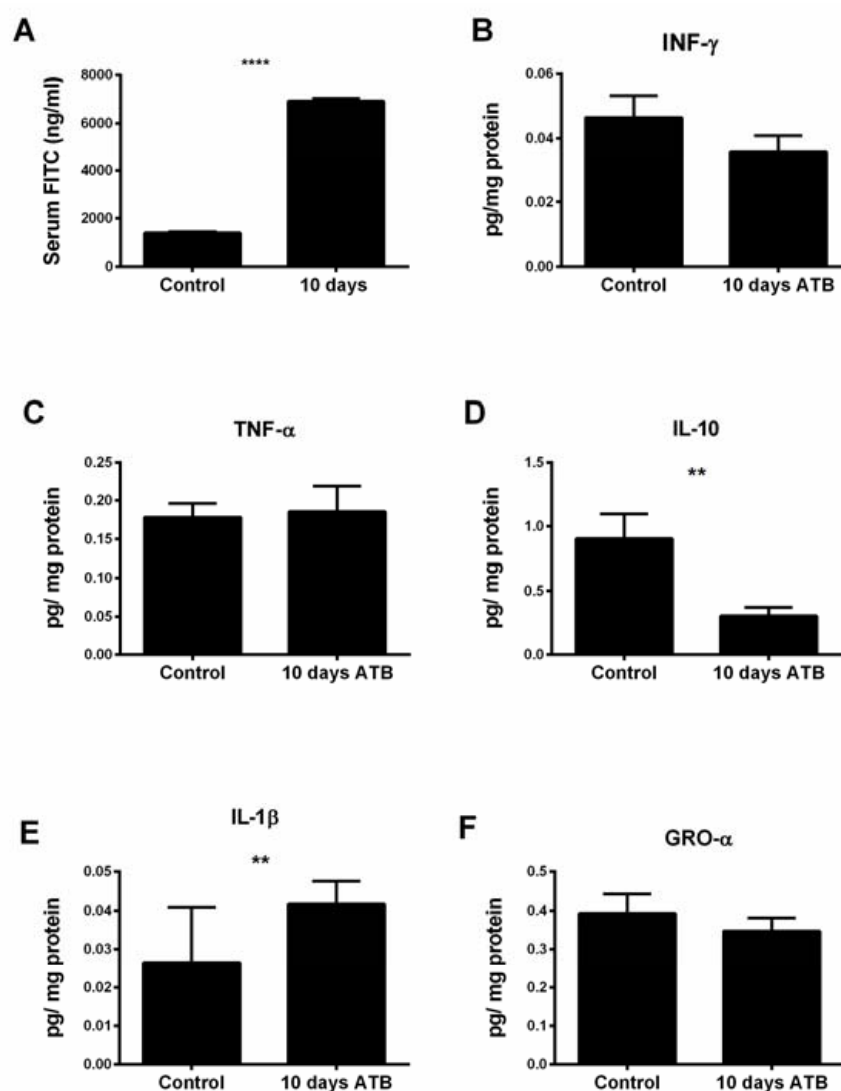 A
****
Serum FITC (ng/ml)
8000
6000
4000
2000
0
Control 10 days
B
INF-γ
pg/mg protein
0.06
0.04
0.02
0.00
Control 10 days ATB
C
TNF-α
pg/ mg protein
0.25
0.20
0.15
0.10
0.05
0.00
Control 10 days ATB
D
IL-10
**
pg/ mg protein
1.5
1.0
0.5
0.0
Control 10 days ATB
E
IL-1β
**
pg/ mg protein
0.05
0.04
0.03
0.02
0.01
0.00
Control 10 days ATB
F
GRO-α
pg/ mg protein
0.5
0.4
0.3
0.2
0.1
0.0
Control 10 days ATB